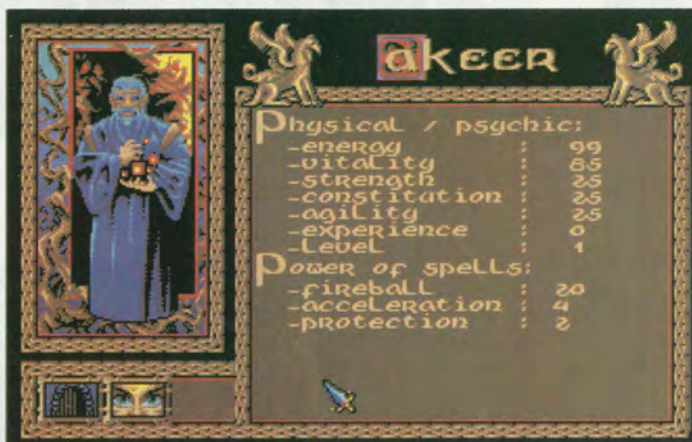 akeer
Physical / psychic:
-energy : 99
-vitality : 85
-strength : 25
-constitution : 25
-agility : 25
-experience : 0
-level : 1
Power of spells:
-fireball : 20
-acceleration : 4
-protection : 2